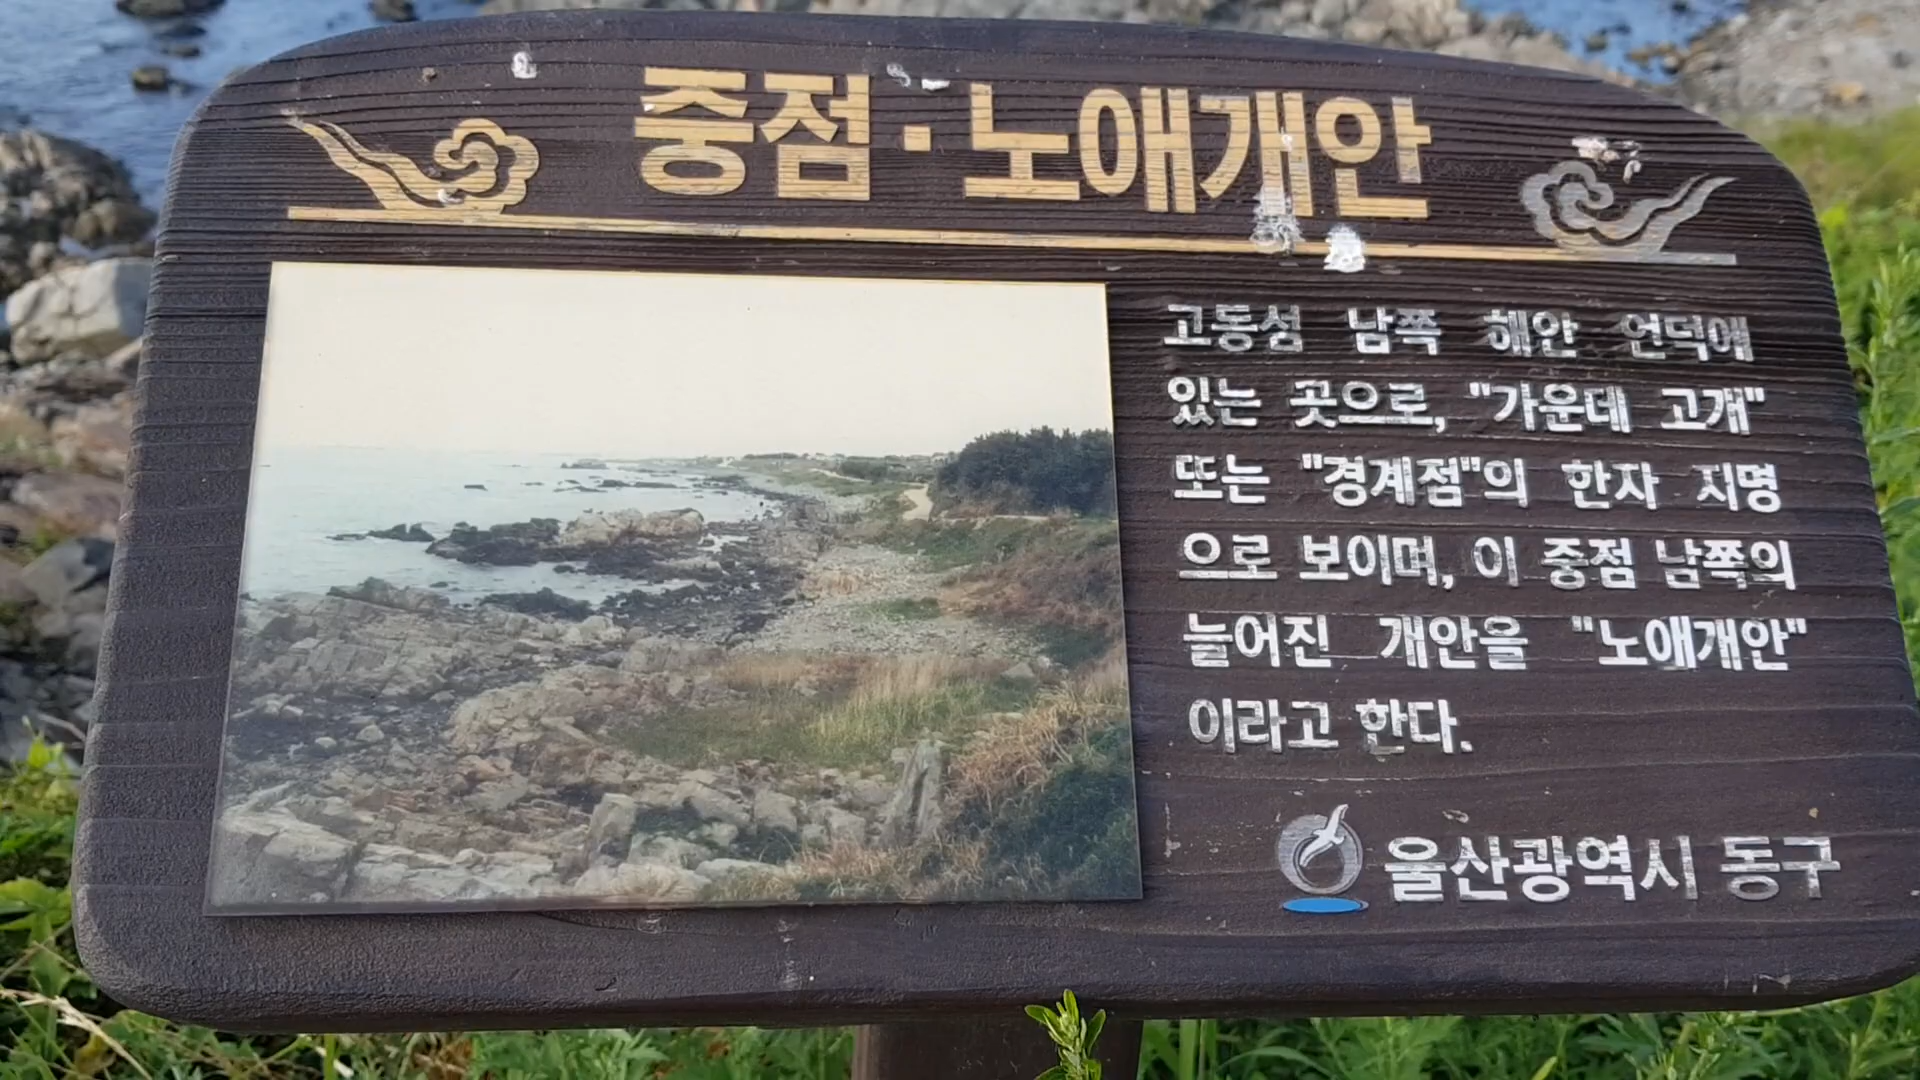 중점·노애개안
고동섬 남쪽 해안 언덕에
있는 곳으로, "가운데 고개"
또는 "경계점"의 한자 지명
으로 보이며, 이 중점 남쪽의
늘어진 개안을 "노애개안"
이라고 한다.
울산광역시 동구